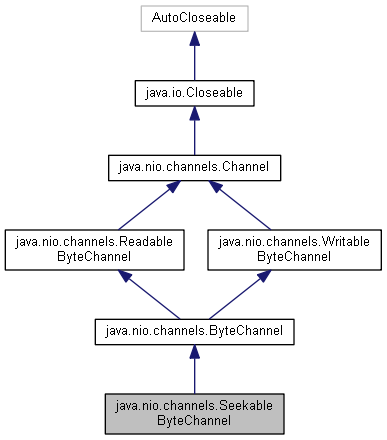 AutoCloseable
java.io.Closeable
java.nio.channels.Channel
java.nio.channels.Readable
ByteChannel
java.nio.channels.Writable
ByteChannel
java.nio.channels.ByteChannel
java.nio.channels.Seekable
ByteChannel